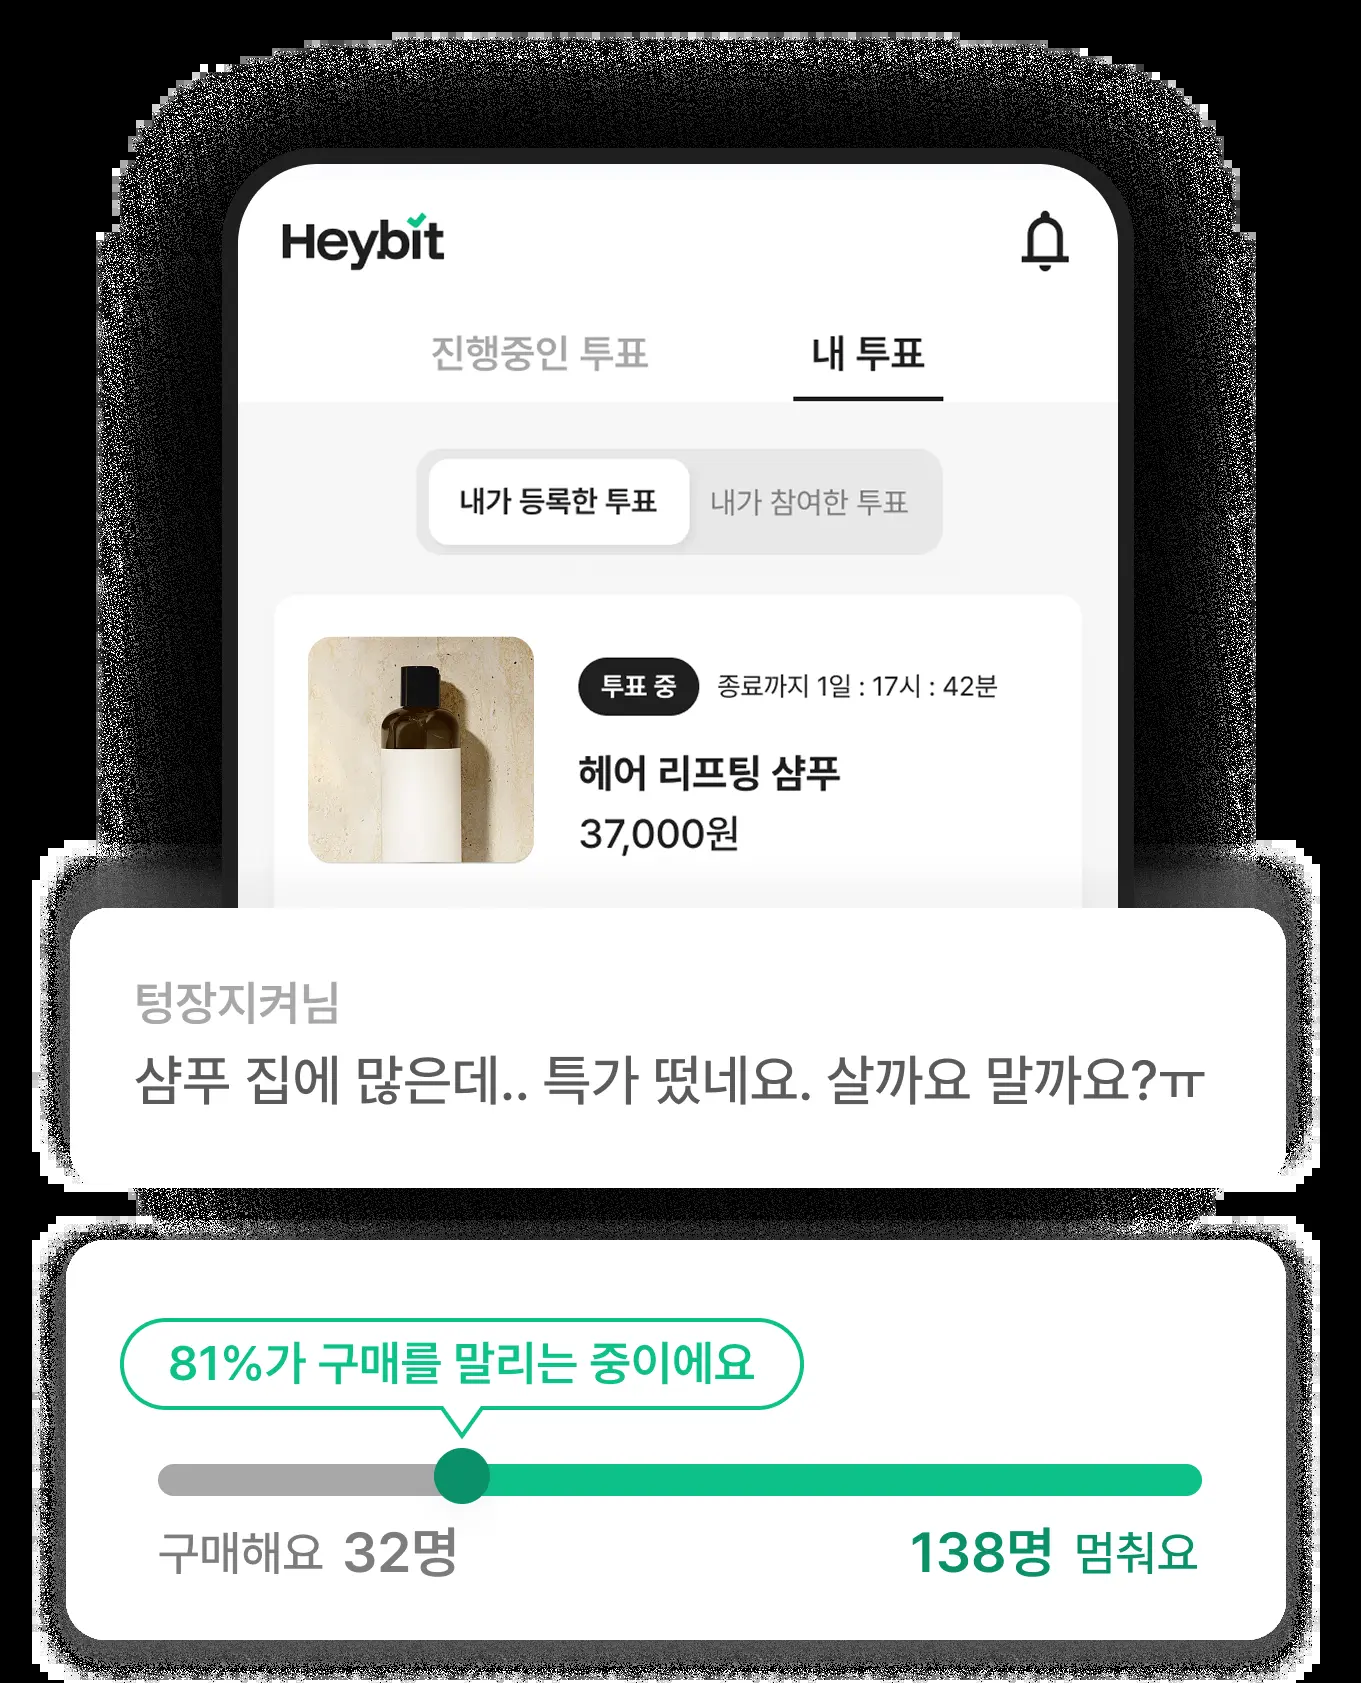 Heybit
진행중인 투표 내 투표
내가 등록한 투표 내가 참여한 투표
투표 중 종료까지 1일 : 17시 : 42분
헤어 리프팅 샴푸
37,000원
텅장지켜님
샴푸 집에 많은데.. 특가 떴네요. 살까요 말까요?ㅠ
81%가 구매를 말리는 중이에요
구매해요 32명 138명 멈춰요